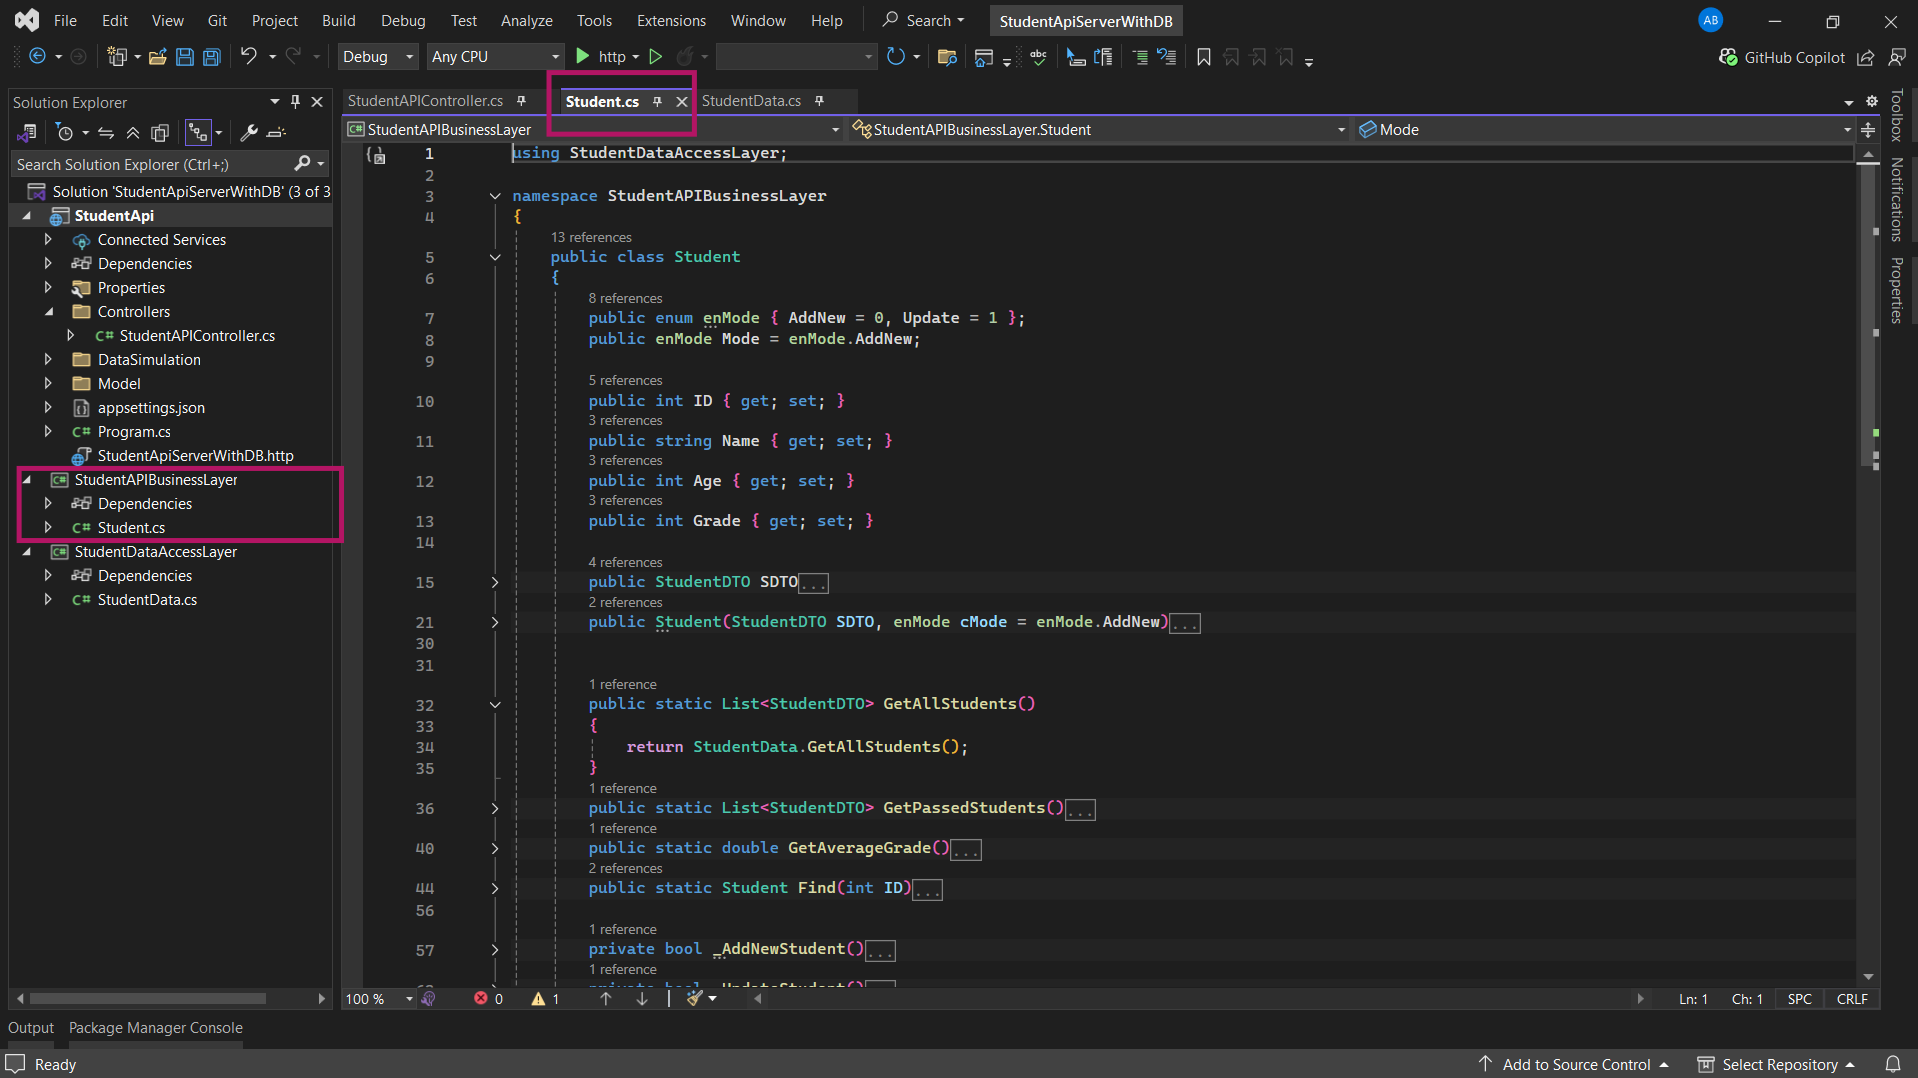 File Edit View Git Project Build Debug Test Analyze Tools Extensions Window Help Search StudentApiServerWithDB AB
Debug Any CPU http GitHub Copilot
Solution Explorer
Search Solution Explorer (Ctrl+;)
Solution 'StudentApiServerWithDB' (3 of 3
StudentApi
Connected Services
Dependencies
Properties
Controllers
C# StudentAPIController.cs
DataSimulation
Model
appsettings.json
C# Program.cs
StudentApiServerWithDB.http
C# StudentAPIBusinessLayer
Dependencies
C# Student.cs
C# StudentDataAccessLayer
Dependencies
C# StudentData.cs
StudentAPIController.cs Student.cs StudentData.cs
C# StudentAPIBusinessLayer StudentAPIBusinessLayer.Student Mode
1 using StudentDataAccessLayer;
2
3 namespace StudentAPIBusinessLayer
4 {
13 references
5 public class Student
6 {
8 references
7 public enum enMode { AddNew = 0, Update = 1 };
8 public enMode Mode = enMode.AddNew;
9
5 references
10 public int ID { get; set; }
3 references
11 public string Name { get; set; }
3 references
12 public int Age { get; set; }
3 references
13 public int Grade { get; set; }
14
4 references
15 public StudentDTO SDTO...
2 references
21 public Student(StudentDTO SDTO, enMode cMode = enMode.AddNew)...
30
31
1 reference
32 public static List<StudentDTO> GetAllStudents()
33 {
34 return StudentData.GetAllStudents();
35 }
1 reference
36 public static List<StudentDTO> GetPassedStudents()...
1 reference
40 public static double GetAverageGrade()...
2 references
44 public static Student Find(int ID)...
56
1 reference
57 private bool _AddNewStudent()...
1 reference
private bool _UpdateStudent()...
100 % 0 1 Ln: 1 Ch: 1 SPC CRLF
Toolbox
Notifications
Properties
Output Package Manager Console
Ready Add to Source Control Select Repository